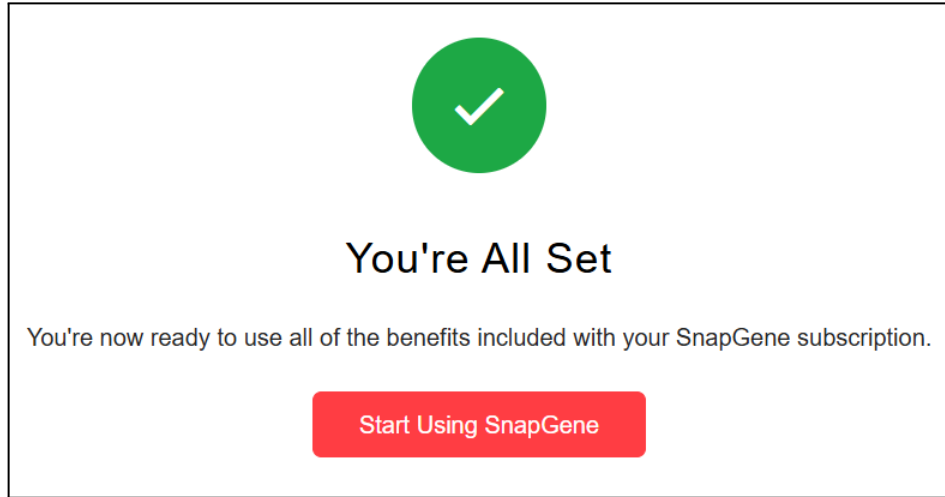 You're All Set
You're now ready to use all of the benefits included with your SnapGene subscription.
Start Using SnapGene